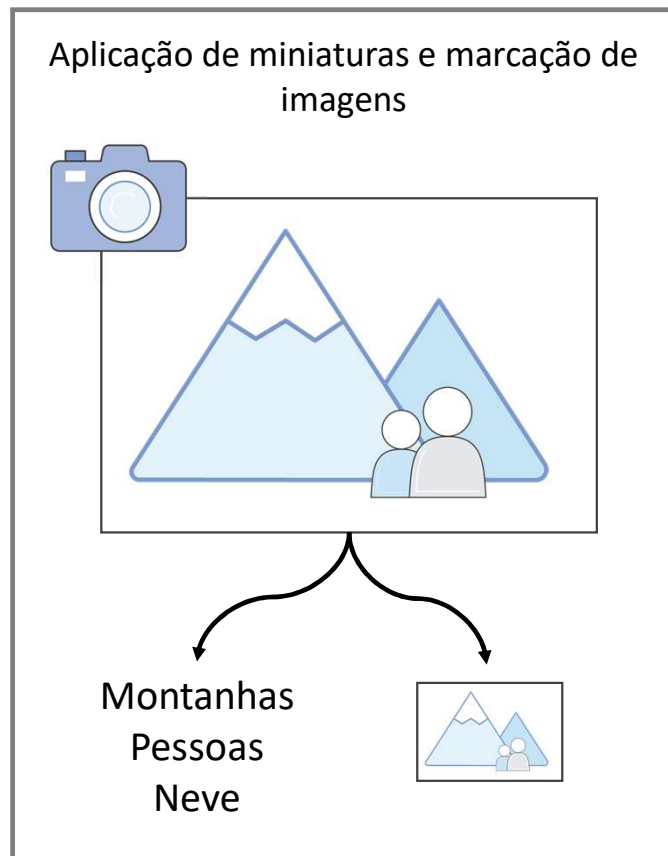 Aplicação de miniaturas e marcação de
imagens
Montanhas
Pessoas
Neve